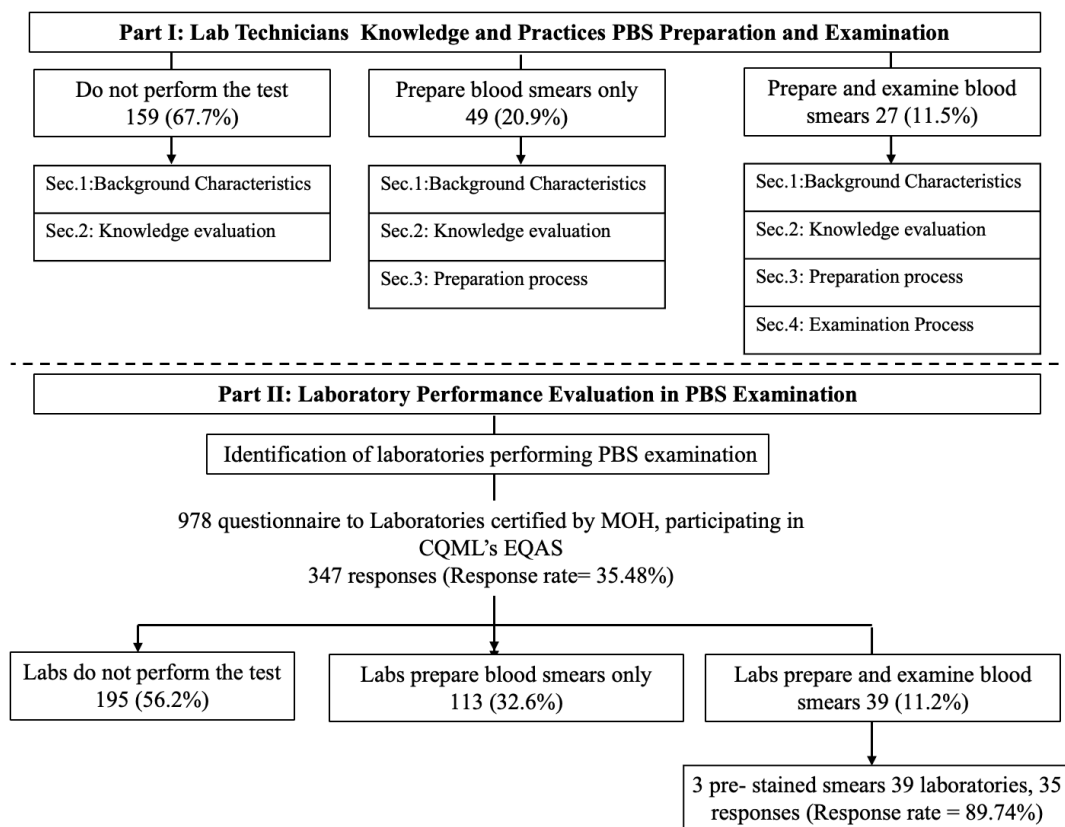 Part I: Lab Technicians Knowledge and Practices PBS Preparation and Examination
Do not perform the test
159 (67.7%)
Sec.1:Background Characteristics
Sec.2: Knowledge evaluation
Prepare blood smears only
49 (20.9%)
Sec.1:Background Characteristics
Sec.2: Knowledge evaluation
Sec.3: Preparation process
Prepare and examine blood
smears 27 (11.5%)
Sec.1:Background Characteristics
Sec.2: Knowledge evaluation
Sec.3: Preparation process
Sec.4: Examination Process
Part II: Laboratory Performance Evaluation in PBS Examination
Identification of laboratories performing PBS examination
978 questionnaire to Laboratories certified by MOH, participating in
CQML’s EQAS
347 responses (Response rate= 35.48%)
Labs do not perform the test
195 (56.2%)
Labs prepare blood smears only
113 (32.6%)
Labs prepare and examine blood
smears 39 (11.2%)
3 pre- stained smears 39 laboratories, 35
responses (Response rate = 89.74%)